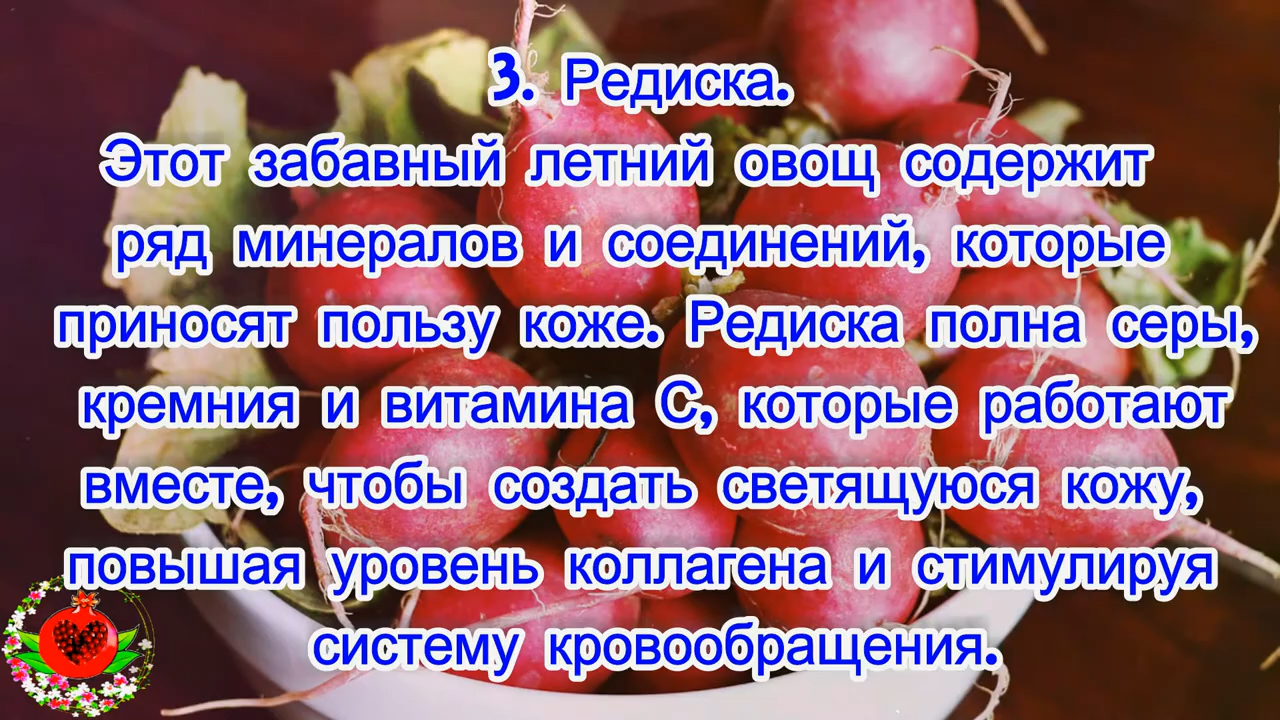 3. Редиска.
Этот забавный летний овощ содержит
ряд минералов и соединений, которые
приносят пользу коже. Редиска полна серы,
кремния и витамина С, которые работают
вместе, чтобы создать светящуюся кожу,
повышая уровень коллагена и стимулируя
систему кровообращения.